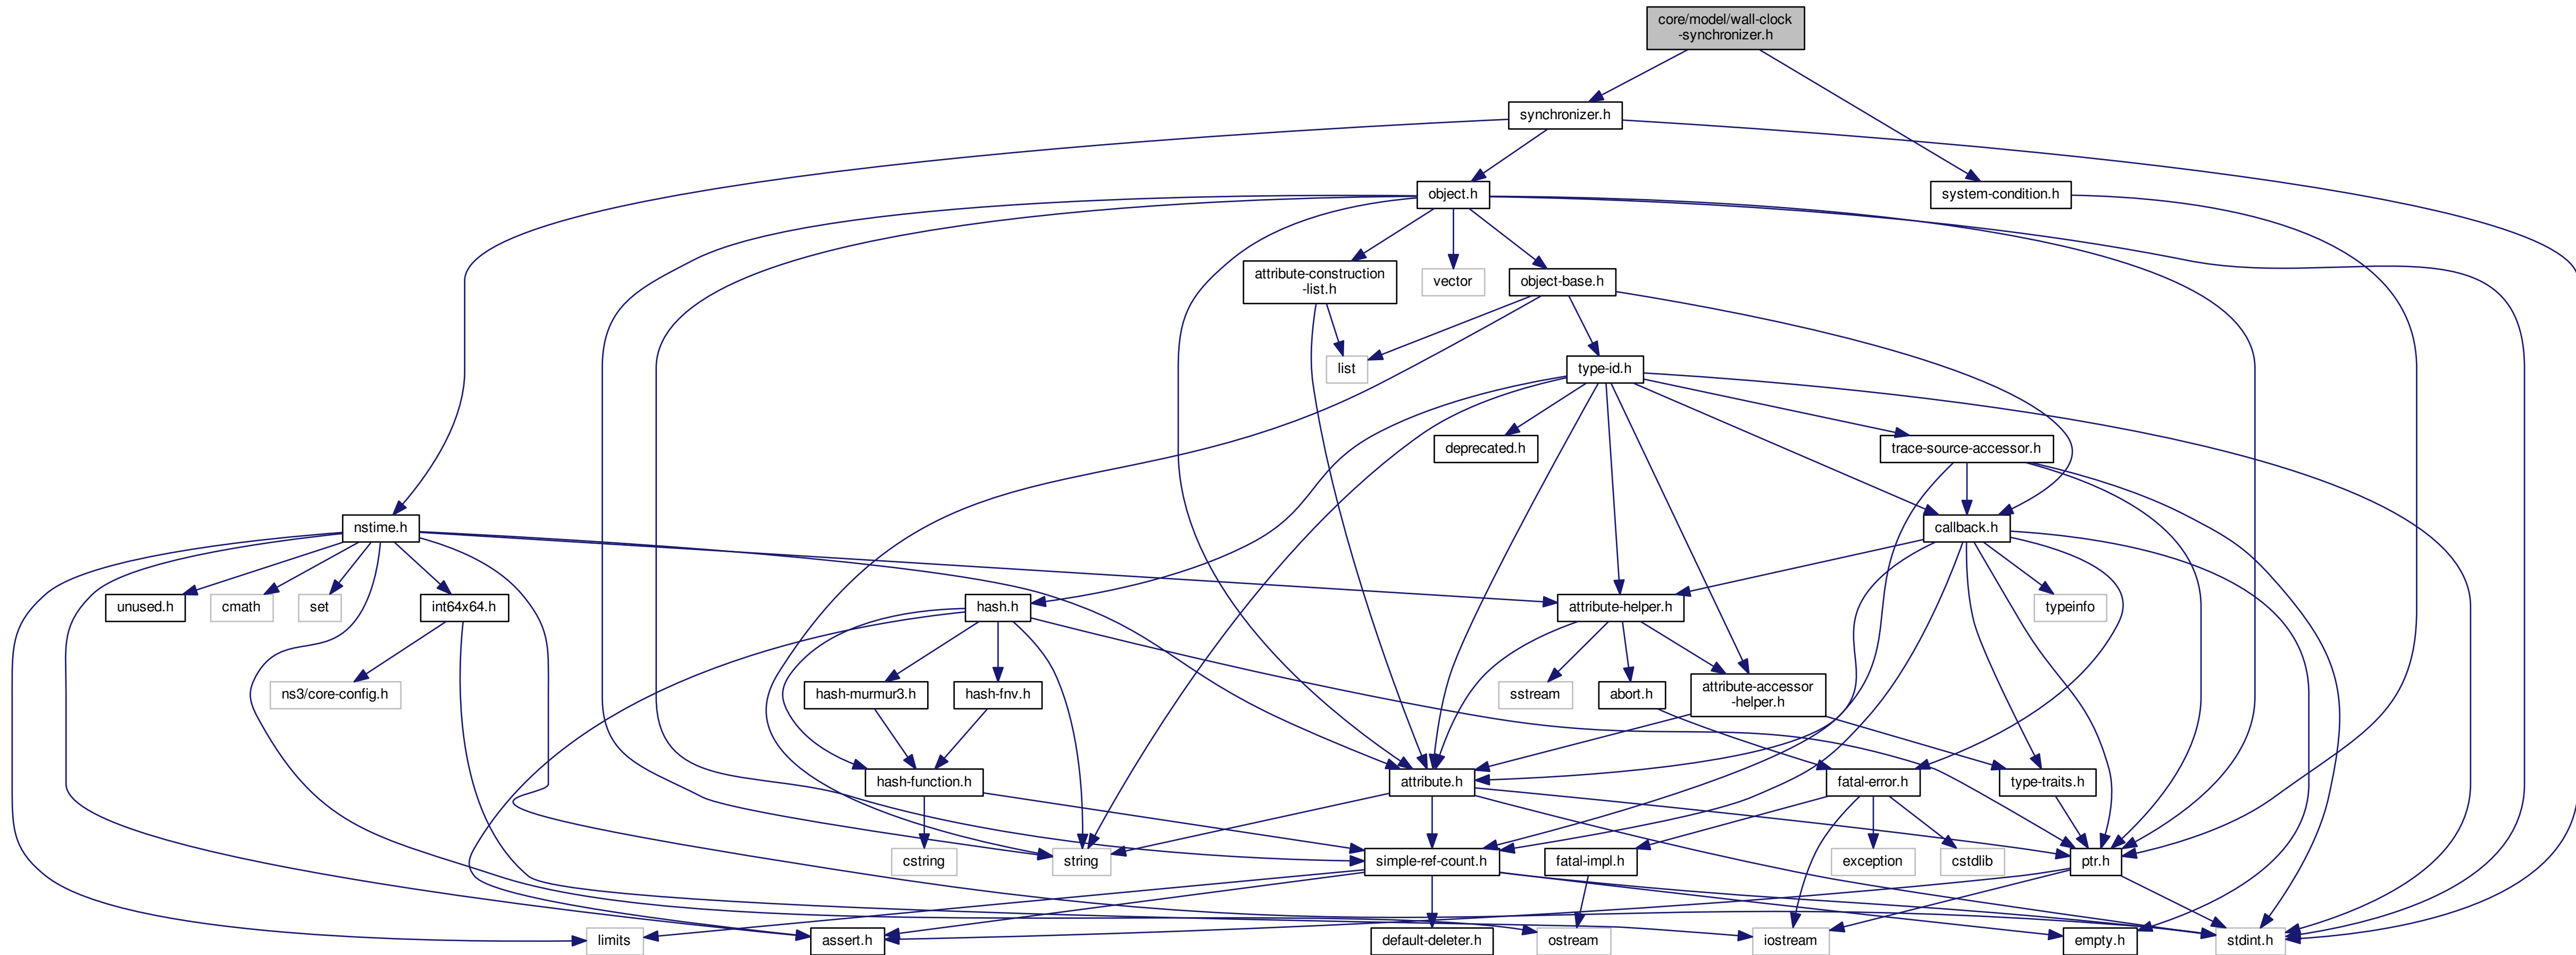 core/model/wall-clock
-synchronizer.h
synchronizer.h
object.h
system-condition.h
attribute-construction
-list.h
vector
object-base.h
list
type-id.h
deprecated.h
trace-source-accessor.h
nstime.h
callback.h
unused.h
cmath
set
int64x64.h
hash.h
attribute-helper.h
typeinfo
ns3/core-config.h
hash-murmur3.h
hash-fnv.h
sstream
abort.h
attribute-accessor
-helper.h
hash-function.h
attribute.h
fatal-error.h
type-traits.h
cstring
string
simple-ref-count.h
fatal-impl.h
exception
cstdlib
ptr.h
limits
assert.h
default-deleter.h
ostream
iostream
empty.h
stdint.h